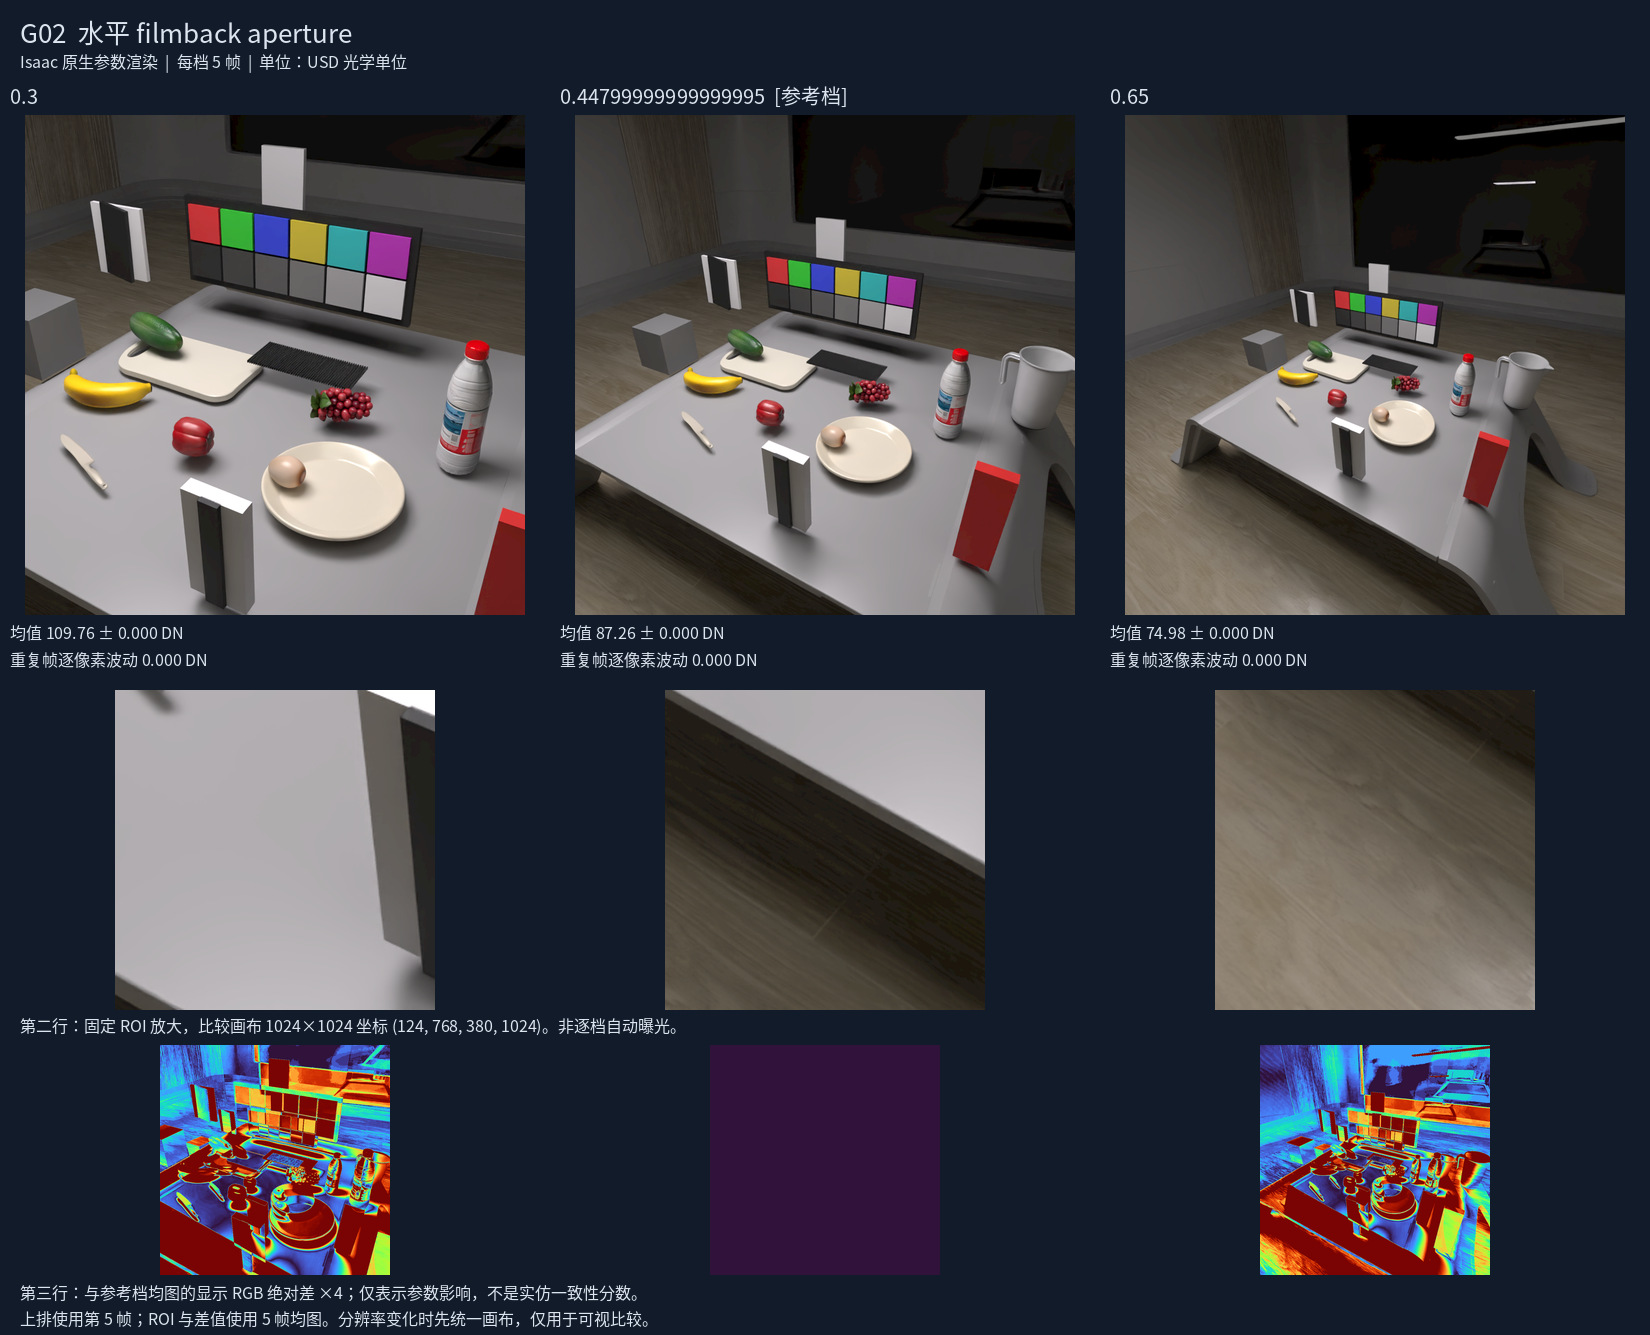 G02 水平 filmback aperture
Isaac 原生参数渲染 | 每档 5 帧 | 单位：USD 光学单位
0.3
0.44799999999999995 [参考档]
0.65
均值 109.76 ± 0.000 DN
重复帧逐像素波动 0.000 DN
均值 87.26 ± 0.000 DN
重复帧逐像素波动 0.000 DN
均值 74.98 ± 0.000 DN
重复帧逐像素波动 0.000 DN
第二行：固定 ROI 放大，比较画布 1024×1024 坐标 (124, 768, 380, 1024)。非逐档自动曝光。
第三行：与参考档均图的显示 RGB 绝对差 ×4；仅表示参数影响，不是实仿一致性分数。
上排使用第 5 帧；ROI 与差值使用 5 帧均图。分辨率变化时先统一画布，仅用于可视比较。